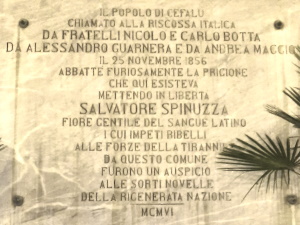 IL POPOLO DI CEFALU
CHIAMATO ALLA RISCOSSA ITALICA
DA FRATELLI NICOLO E CARLO BOTTA
DA ALESSANDRO GUARNERA E DA ANDREA MAGGIO
IL 25 NOVEMBRE 1856
ABBATTE FURIOSAMENTE LA PRIGIONE
CHE QUI ESISTEVA
METTENDO IN LIBERTA
SALVATORE SPINUZZA
FIORE GENTILE DEL SANGUE LATINO
I CUI IMPETI RIBELLI
ALLE FORZE DELLA TIRANNIE
DA QUESTO COMUNE
FURONO UN AUSPICIO
ALLE SORTI NOVELLE
DELLA RIGENERATA NAZIONE
MCMVI